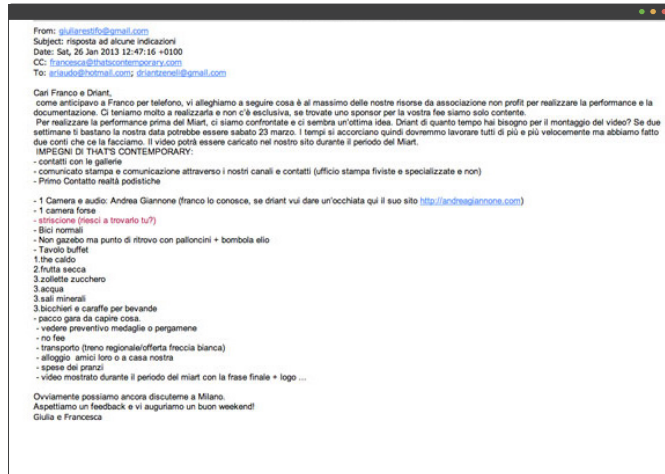 From: giuliarestifo@gmail.com
Subject: risposta ad alcune indicazioni
Date: Sat, 26 Jan 2013 12:47:16 +0100
CC: francesca@thatscontemporary.com
To: ariaudo@hotmail.com; driantzeneli@gmail.com
Cari Franco e Driant,
come anticipavo a Franco per telefono, vi alleghiamo a seguire cosa è al massimo delle nostre risorse da associazione non profit per realizzare la performance e la
documentazione. Ci teniamo molto a realizzarla e non c'è esclusiva, se trovate uno sponsor per la vostra fee siamo solo contente.
Per realizzare la performance prima del Miart, ci siamo confrontate e ci sembra un'ottima idea. Driant di quanto tempo hai bisogno per il montaggio del video? Se due
settimane ti bastano la nostra data potrebbe essere sabato 23 marzo. I tempi si accorciano quindi dovremmo lavorare tutti di più e più velocemente ma abbiamo fatto
due conti che ce la facciamo. Il video potrà essere caricato nel nostro sito durante il periodo del Miart.
IMPEGNI DI THAT'S CONTEMPORARY:
- contatti con le gallerie
- comunicato stampa e comunicazione attraverso i nostri canali e contatti (ufficio stampa fiviste e specializzate e non)
- Primo Contatto realtà podistiche
- 1 Camera e audio: Andrea Giannone (franco lo conosce, se driant vui dare un'occhiata qui il suo sito http://andreagiannone.com)
- 1 camera forse
- striscione (riesci a trovarlo tu?)
- Bici normali
- Non gazebo ma punto di ritrovo con palloncini + bombola elio
- Tavolo buffet
1.the caldo
2.frutta secca
3.zollette zucchero
3.acqua
3.sali minerali
3.bicchieri e caraffe per bevande
- pacco gara da capire cosa.
- vedere preventivo medaglie o pergamene
- no fee
- transporto (treno regionale/offerta freccia bianca)
- alloggio amici loro o a casa nostra
- spese dei pranzi
- video mostrato durante il periodo del miart con la frase finale + logo ...
Ovviamente possiamo ancora discuterne a Milano.
Aspettiamo un feedback e vi auguriamo un buon weekend!
Giulia e Francesca